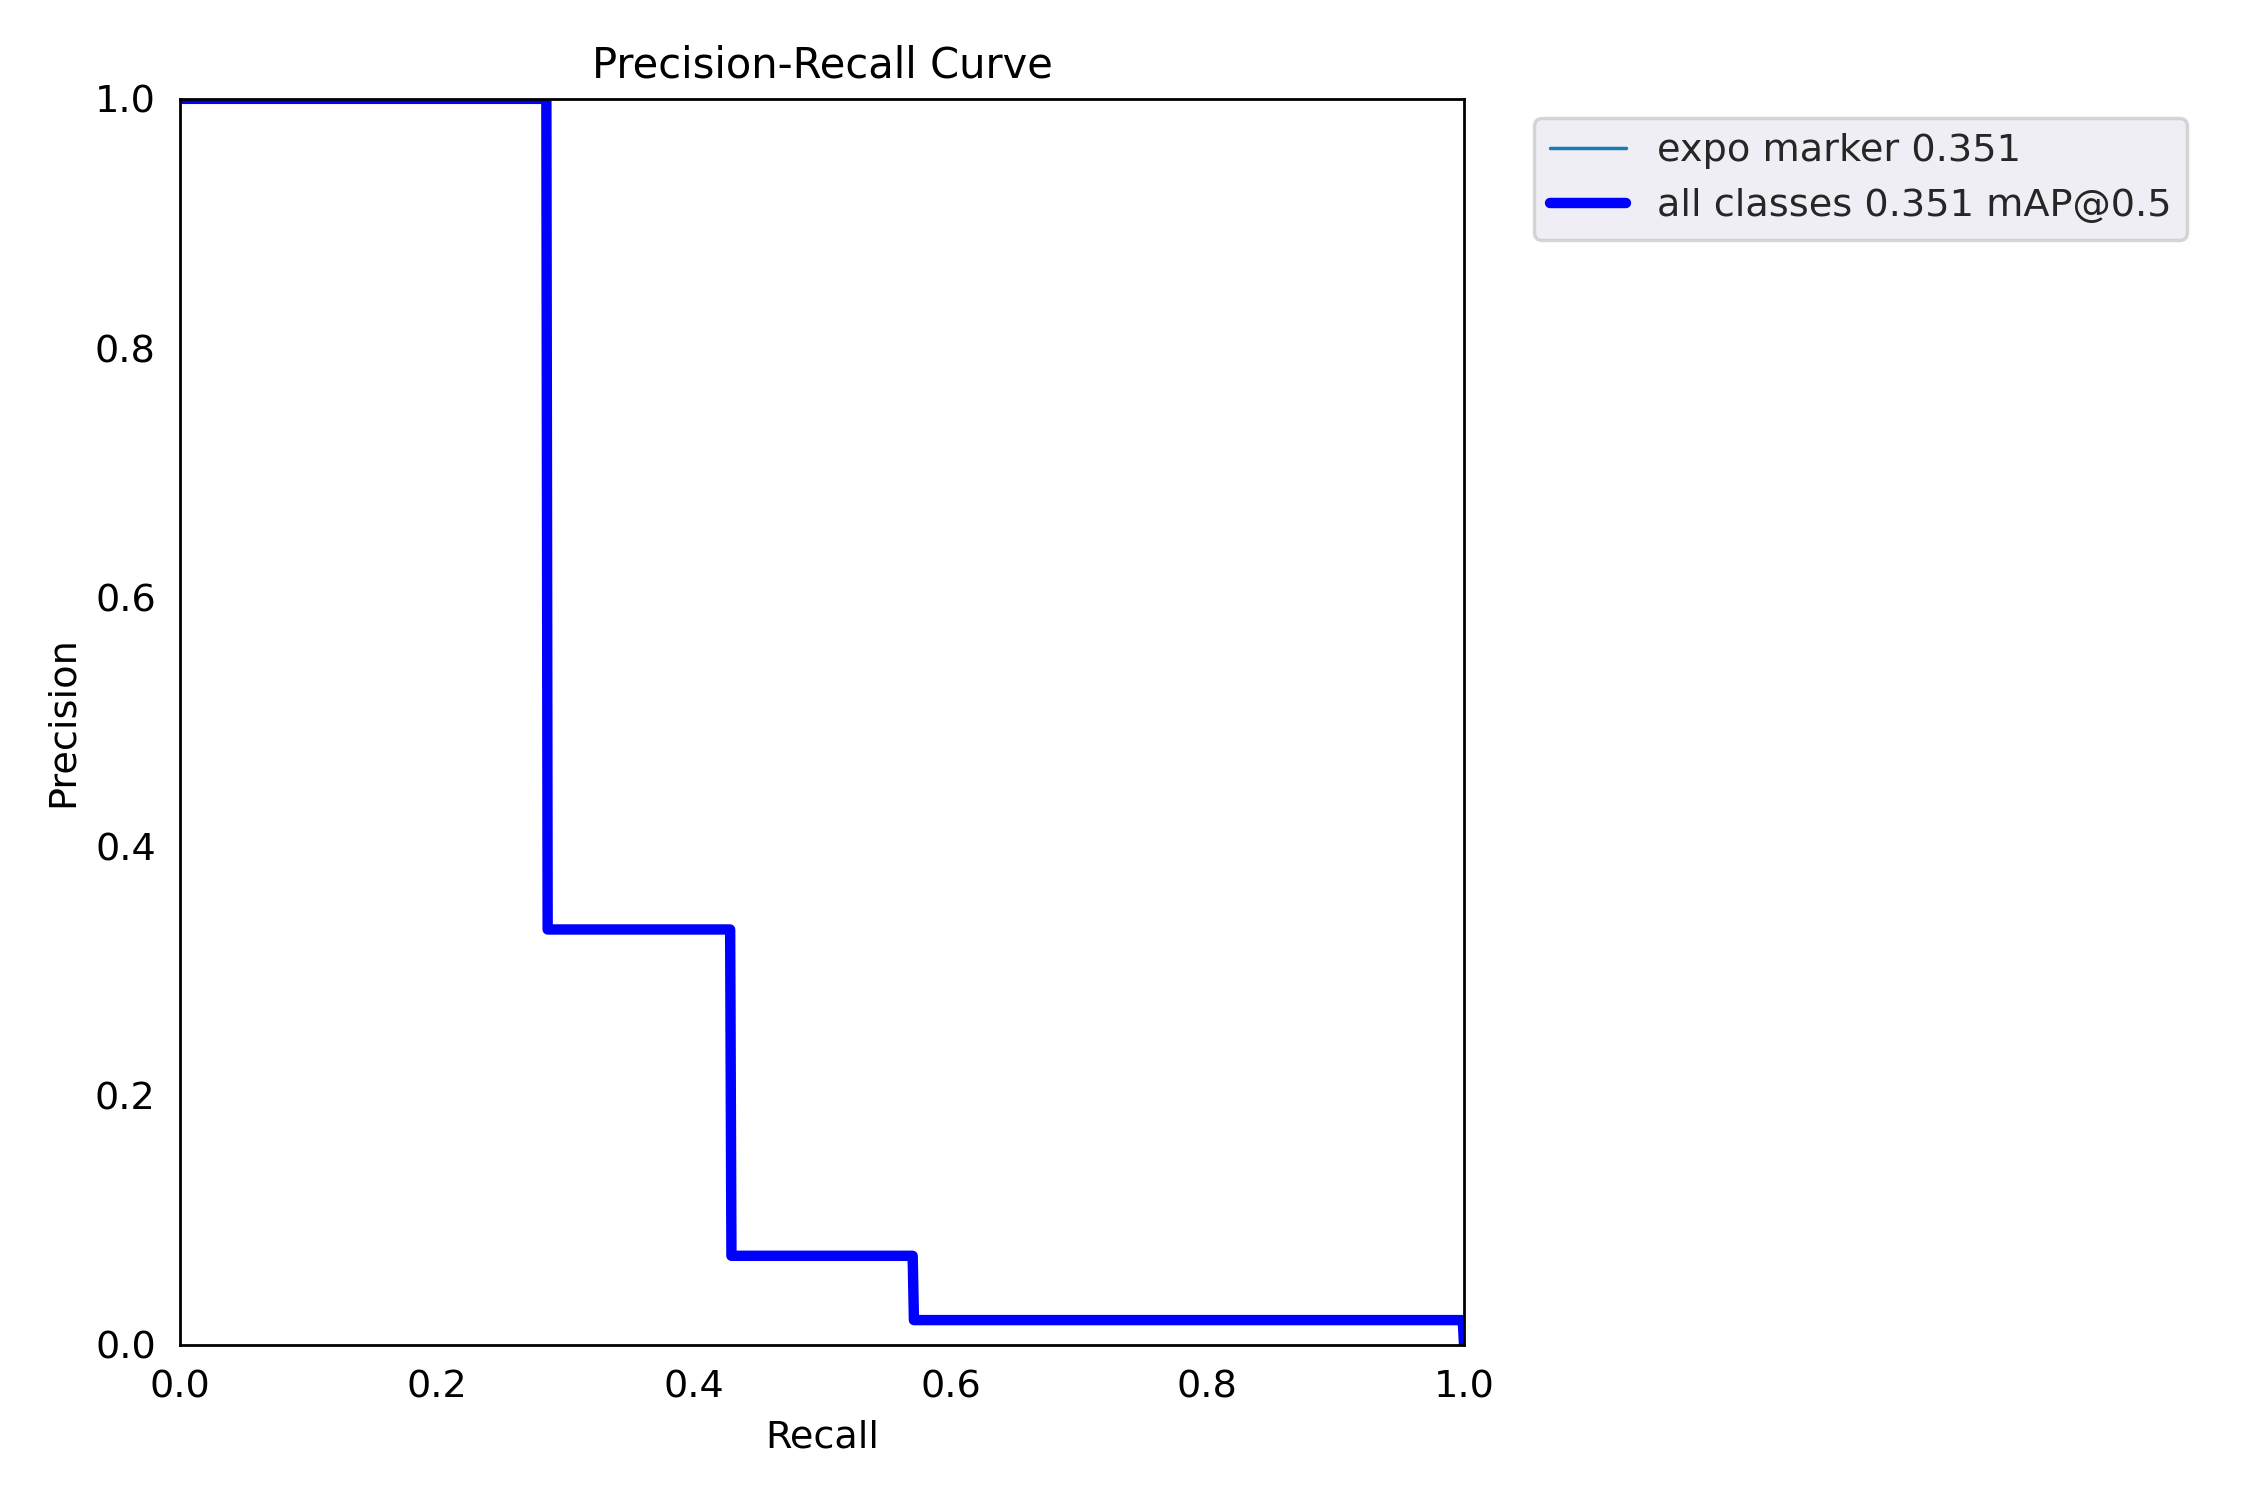 Precision-Recall Curve
1.0
0.8
0.6
0.4
0.2
0.0
Precision
0.0 0.2 0.4 0.6 0.8 1.0
Recall
expo marker 0.351
all classes 0.351 mAP@0.5